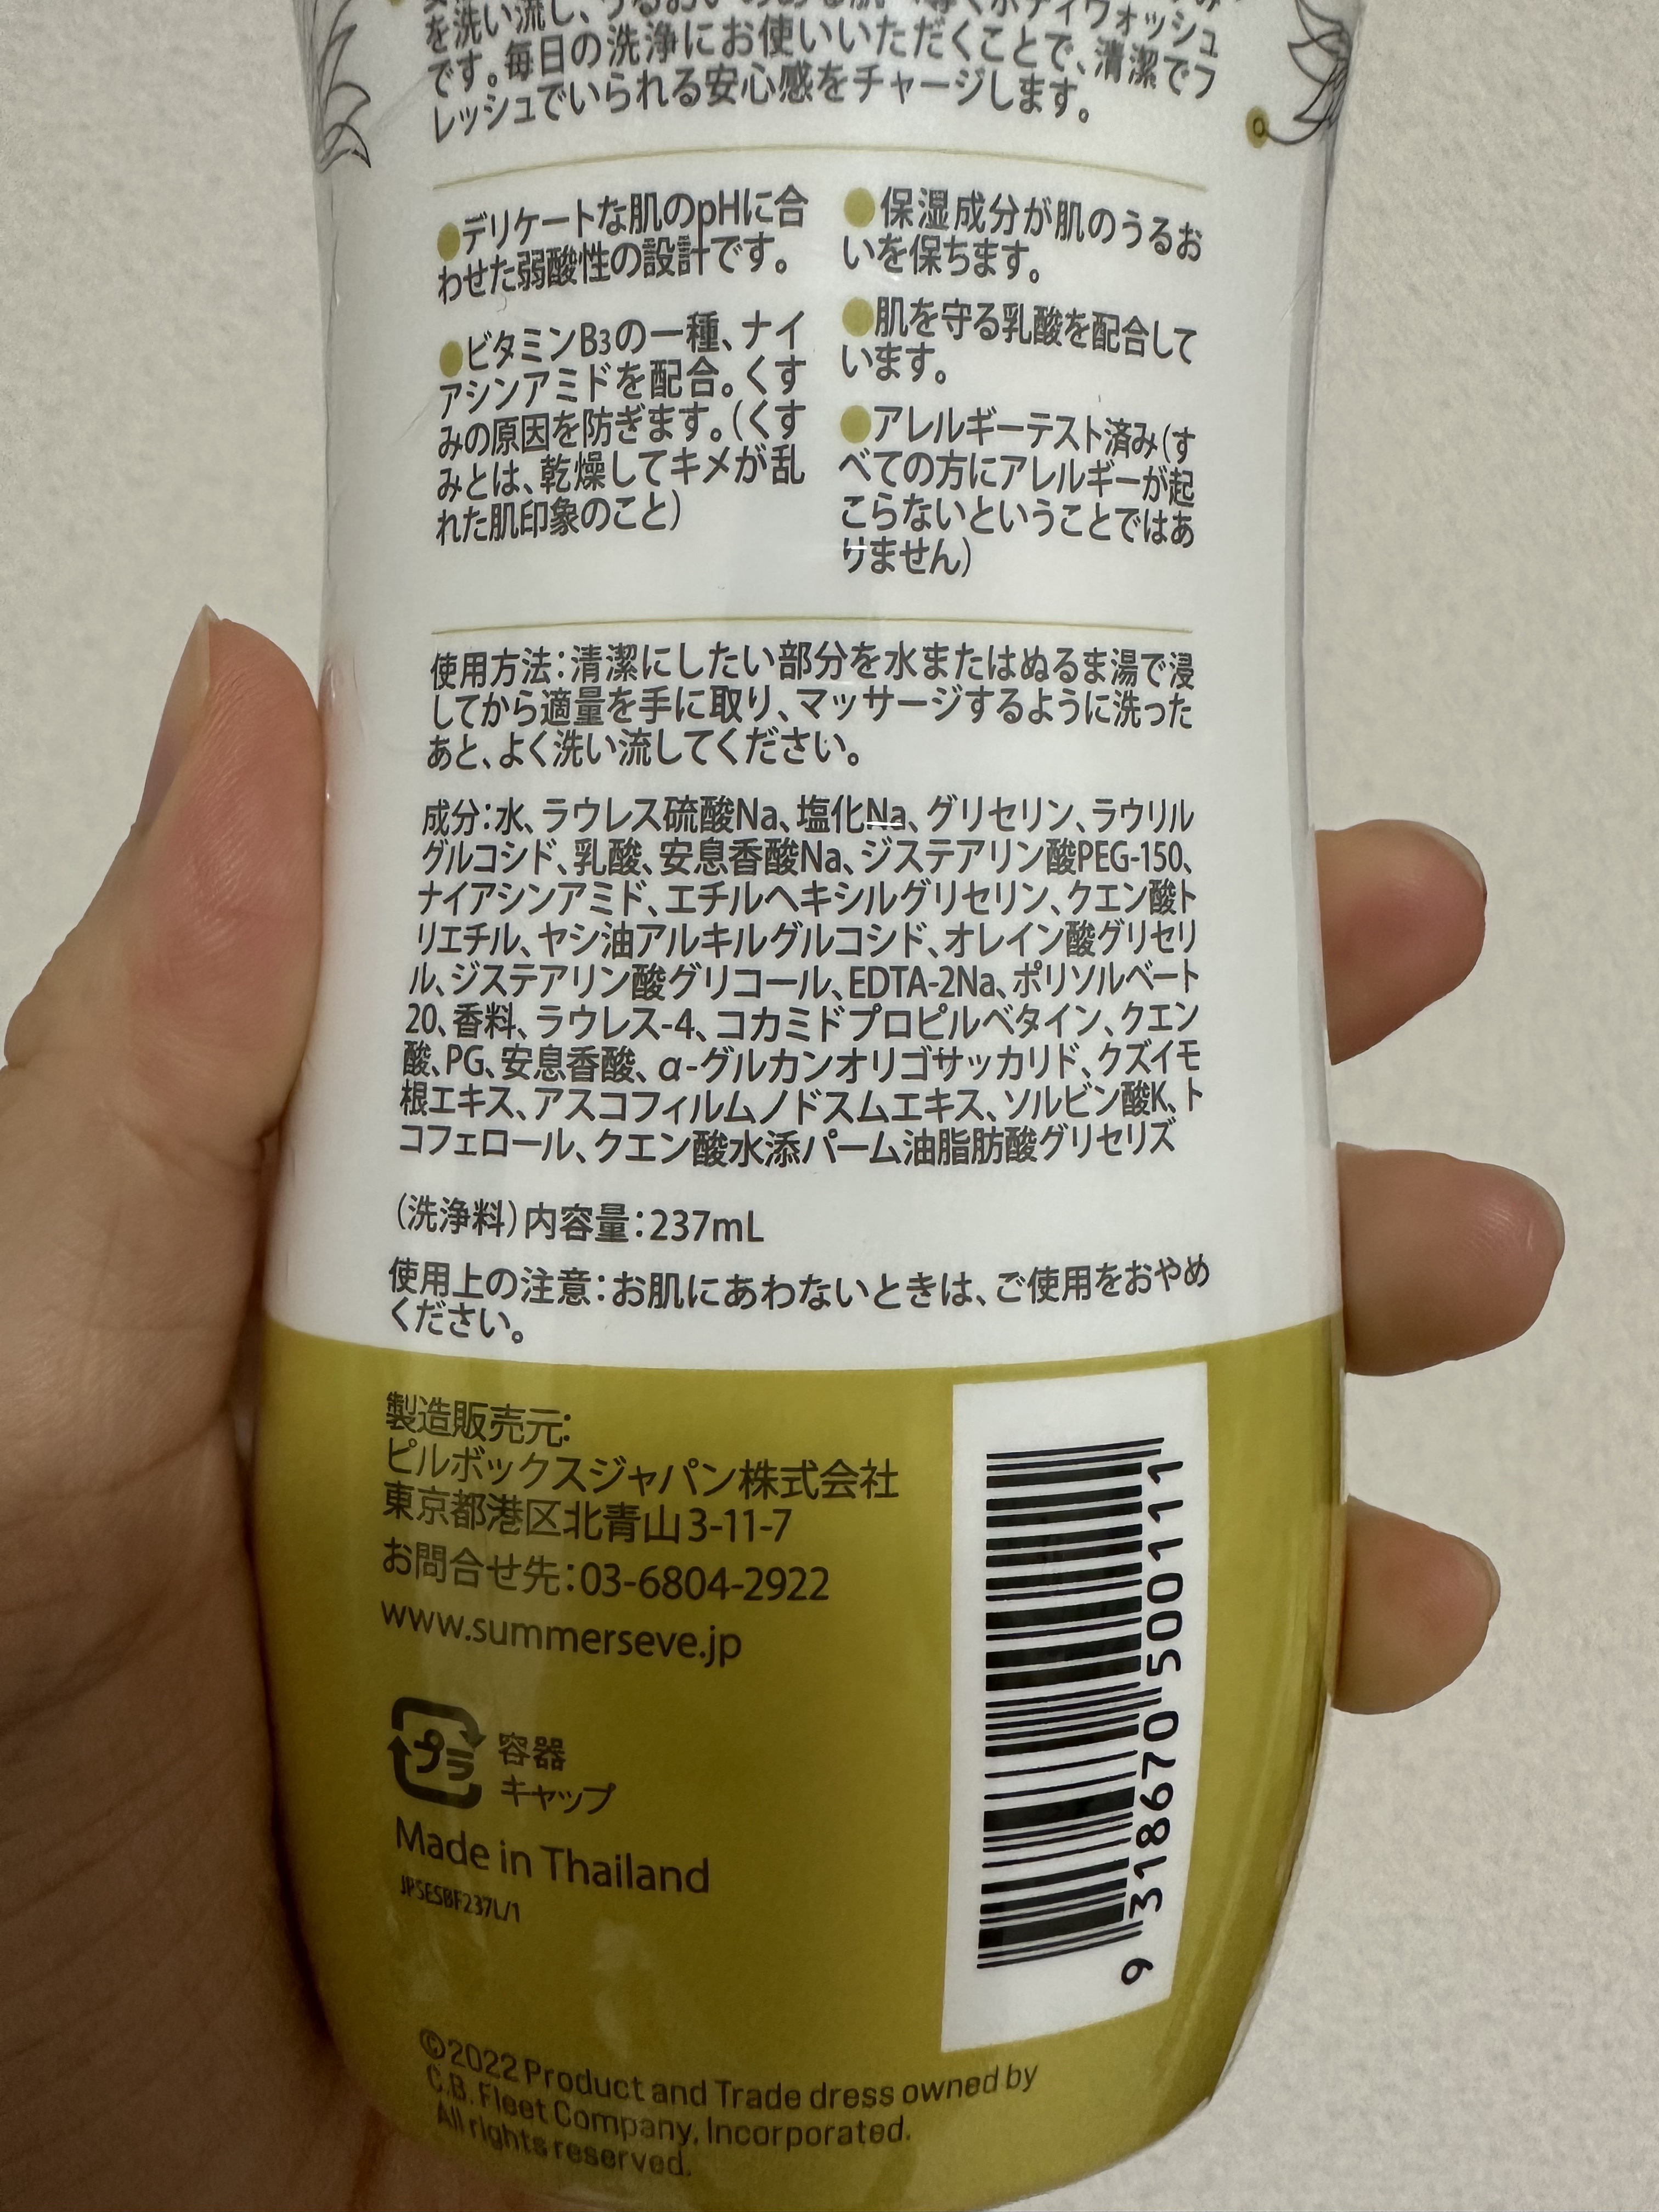 を洗い流し、うるおいのある肌へ導くボディウォッシュ
です。毎日の洗浄にお使いいただくことで、清潔でフ
レッシュでいられる安心感をチャージします。
●デリケートな肌のpHに合
わせた弱酸性の設計です。
●ビタミンB3の一種、ナイ
アシンアミドを配合。くす
みの原因を防ぎます。(くす
みとは、乾燥してキメが乱
れた肌印象のこと)
●保湿成分が肌のうるお
いを保ちます。
●肌を守る乳酸を配合して
います。
●アレルギーテスト済み(す
べての方にアレルギーが起
こらないということではあ
りません)
使用方法:清潔にしたい部分を水またはぬるま湯で浸
してから適量を手に取り、マッサージするように洗った
あと、よく洗い流してください。
成分:水、ラウレス硫酸Na、塩化Na、グリセリン、ラウリル
グルコシド、乳酸、安息香酸Na、ジステアリン酸PEG-150、
ナイアシンアミド、エチルヘキシルグリセリン、クエン酸ト
リエチル、ヤシ油アルキルグルコシド、オレイン酸グリセリ
ル、ジステアリン酸グリコール、EDTA-2Na、ポリソルベート
20、香料、ラウレス-4、コカミドプロピルベタイン、クエン
酸、PG、安息香酸、α-グルカンオリゴサッカリド、クズイモ
根エキス、アスコフィルムノドスムエキス、ソルビン酸K、ト
コフェロール、クエン酸水添パーム油脂肪酸グリセリズ
(洗浄料)内容量:237mL
使用上の注意:お肌にあわないときは、ご使用をおやめ
ください。
製造販売元:
ピルボックスジャパン株式会社
東京都港区北青山3-11-7
お問合せ先:03-6804-2922
www.summerseve.jp
プラ
容器
キャップ
Made in Thailand
JPSESBF237L/1
9 318670 500111
©2022 Product and Trade dress owned by
C.B. Fleet Company, Incorporated.
All rights reserved.